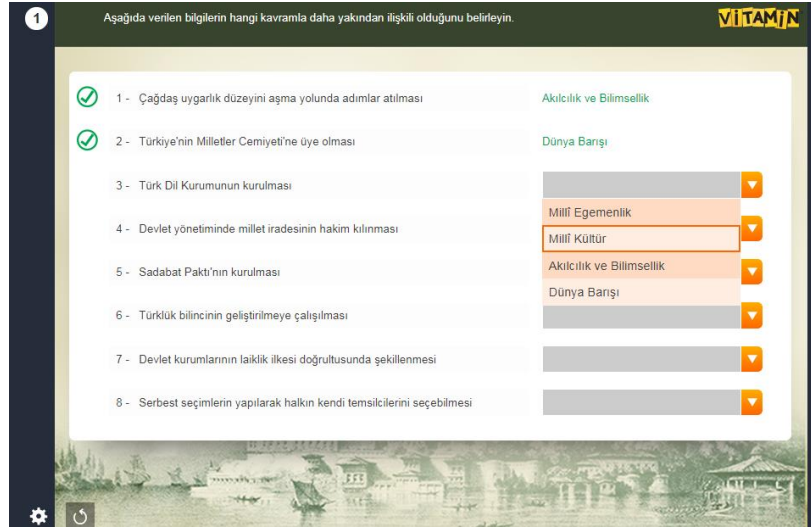 1
Aşağıda verilen bilgilerin hangi kavramla daha yakından ilişkili olduğunu belirleyin.
VİTAMİN
1 - Çağdaş uygarlık düzeyini aşma yolunda adımlar atılması
Akılcılık ve Bilimsellik
2 - Türkiye'nin Milletler Cemiyeti'ne üye olması
Dünya Barışı
3 - Türk Dil Kurumunun kurulması
Millî Egemenlik
4 - Devlet yönetiminde millet iradesinin hakim kılınması
Millî Kültür
Akılcılık ve Bilimsellik
5 - Sadabat Paktı'nın kurulması
Dünya Barışı
6 - Türklük bilincinin geliştirilmeye çalışılması
7 - Devlet kurumlarının laiklik ilkesi doğrultusunda şekillenmesi
8 - Serbest seçimlerin yapılarak halkın kendi temsilcilerini seçebilmesi